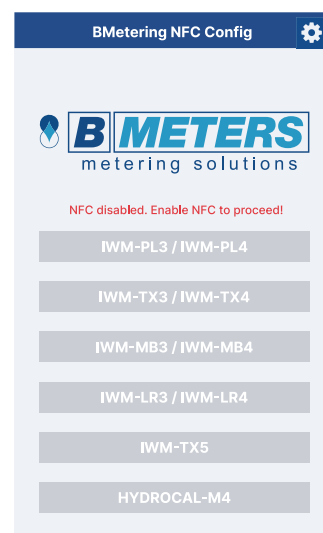 BMetering NFC Config
B METERS
metering solutions
NFC disabled. Enable NFC to proceed!
IWM-PL3 / IWM-PL4
IWM-TX3 / IWM-TX4
IWM-MB3 / IWM-MB4
IWM-LR3 / IWM-LR4
IWM-TX5
HYDROCAL-M4